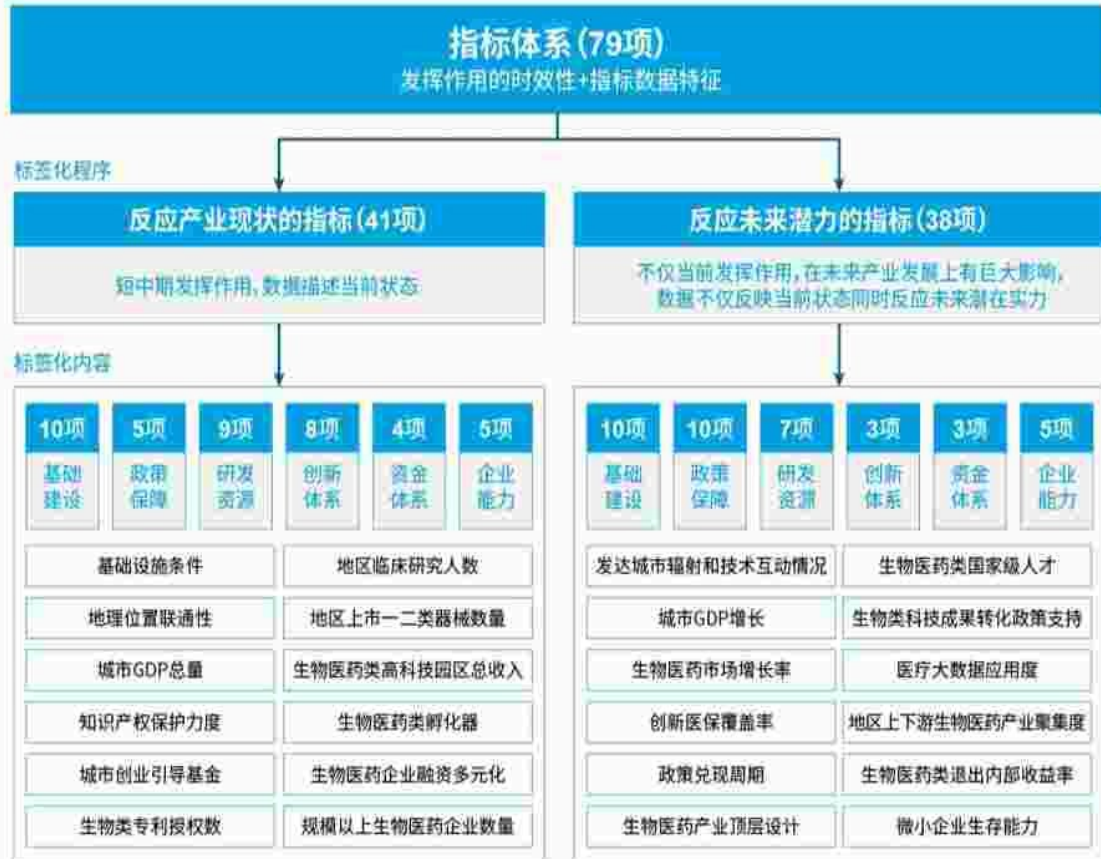 指标体系(79项)
发挥作用的时效性+指标数据特征
标签化程序
反应产业现状的指标(41项)
短中期发挥作用,数据描述当前状态
反应未来潜力的指标(38项)
不仅当前发挥作用,在未来产业发展上有巨大影响,
数据不仅反映当前状态同时反应未来潜在实力
标签化内容
10项 5项 9项 8项 4项 5项
基础 政策 研发 创新 资金 企业
建设 保障 资源 体系 体系 能力
基础设施条件 地区临床研究人数
地理位置联通性 地区上市一二类器械数量
城市GDP总量 生物医药类高科技园区总收入
知识产权保护力度 生物医药类孵化器
城市创业引导基金 生物医药企业融资多元化
生物类专利授权数 规模以上生物医药企业数量
10项 10项 7项 3项 3项 5项
基础 政策 研发 创新 资金 企业
建设 保障 资源 体系 体系 能力
发达城市辐射和技术互动情况 生物医药类国家级人才
城市GDP增长 生物类科技成果转化政策支持
生物医药市场增长率 医疗大数据应用度
创新医保覆盖率 地区上下游生物医药产业聚集度
政策兑现周期 生物医药类退出内部收益率
生物医药产业顶层设计 微小企业生存能力